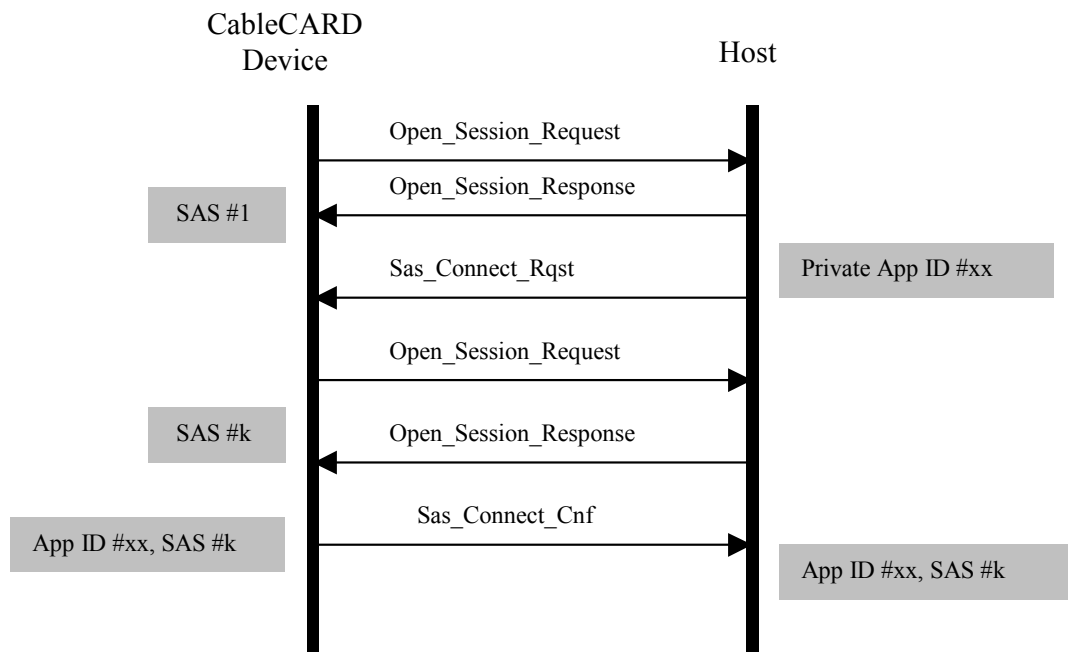 CableCARD
Device
Host
Open_Session_Request
Open_Session_Response
SAS #1
Sas_Connect_Rqst
Private App ID #xx
Open_Session_Request
SAS #k
Open_Session_Response
Sas_Connect_Cnf
App ID #xx, SAS #k
App ID #xx, SAS #k